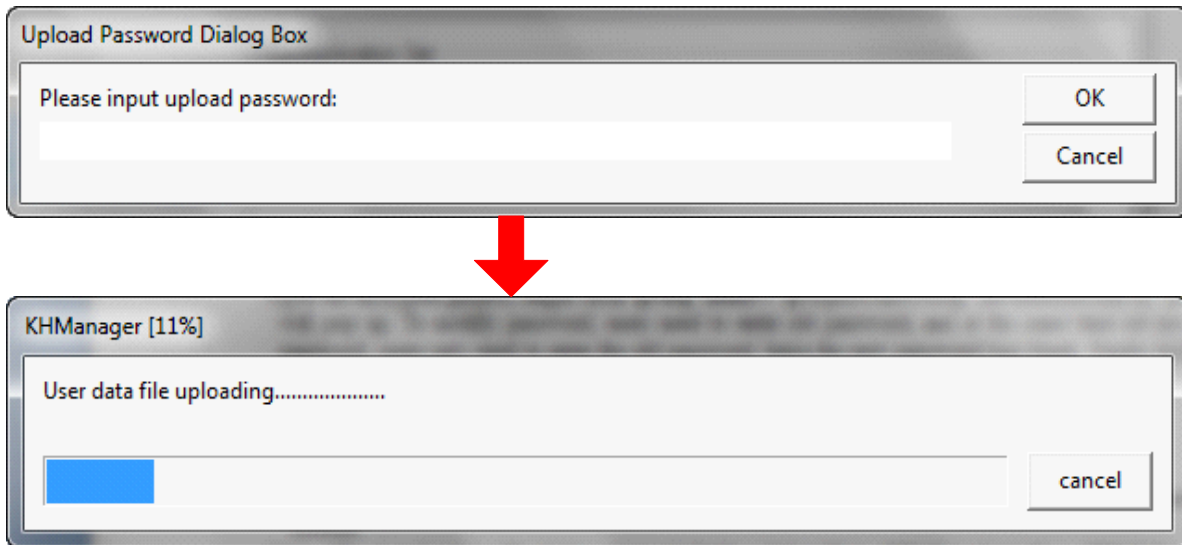 Upload Password Dialog Box
Please input upload password:
OK
Cancel
KHManager [11%]
User data file uploading....................
cancel